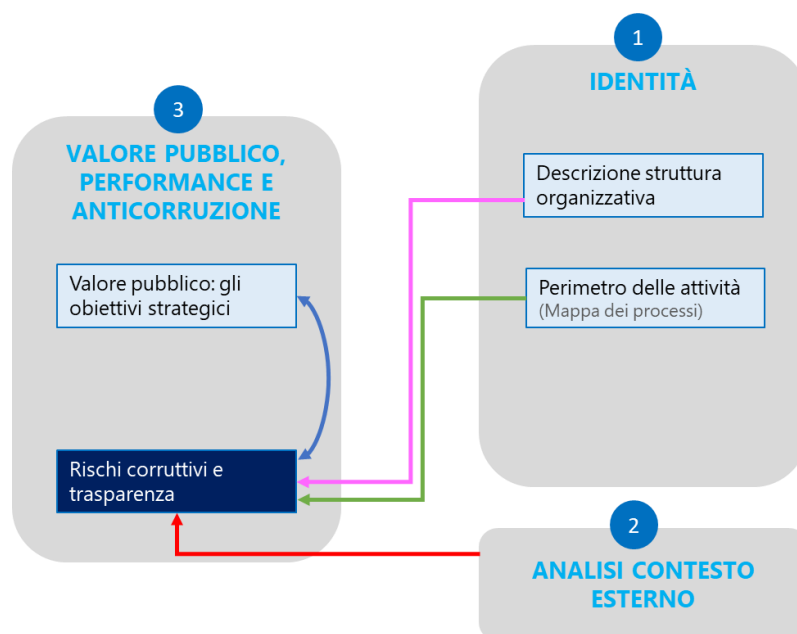 1
IDENTITÀ
Descrizione struttura
organizzativa
Perimetro delle attività
(Mappa dei processi)
2
ANALISI CONTESTO
ESTERNO
3
VALORE PUBBLICO,
PERFORMANCE E
ANTICORRUZIONE
Valore pubblico: gli
obiettivi strategici
Rischi corruttivi e
trasparenza